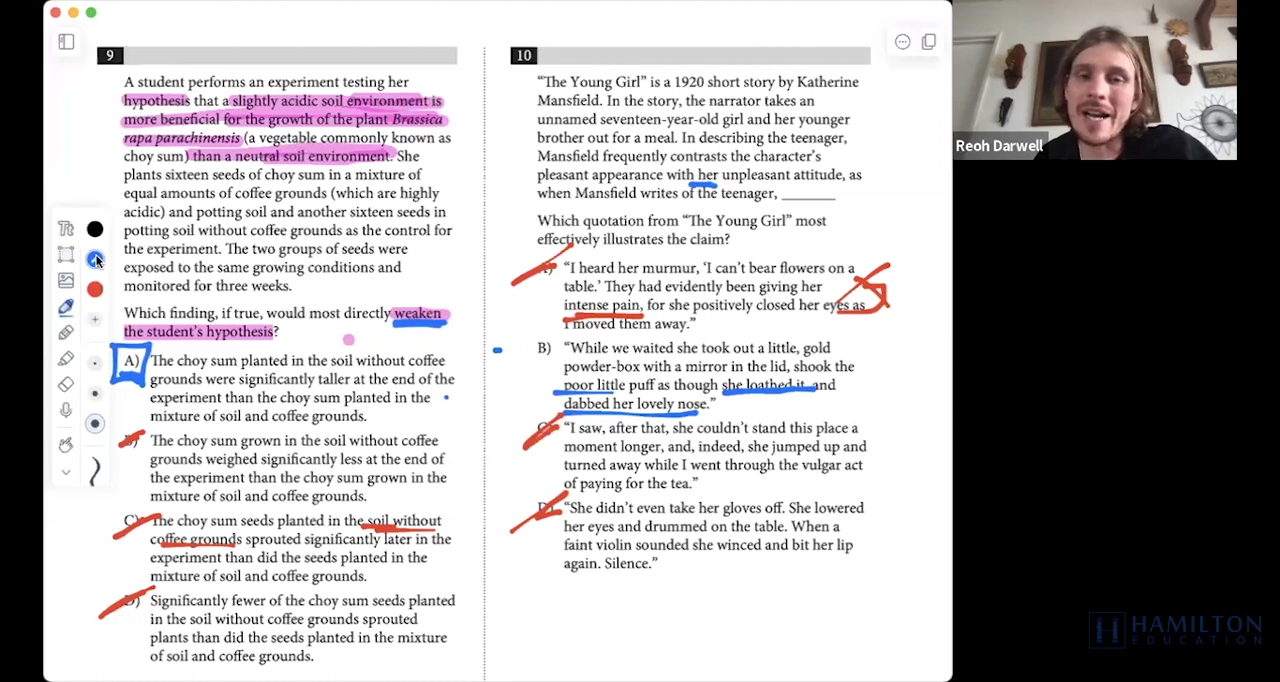 9
A student performs an experiment testing her
hypothesis that a slightly acidic soil environment is
more beneficial for the growth of the plant Brassica
rapa parachinensis (a vegetable commonly known as
choy sum) than a neutral soil environment. She
plants sixteen seeds of choy sum in a mixture of
equal amounts of coffee grounds (which are highly
acidic) and potting soil and another sixteen seeds in
potting soil without coffee grounds as the control for
the experiment. The two groups of seeds were
exposed to the same growing conditions and
monitored for three weeks.
Which finding, if true, would most directly weaken
the student’s hypothesis?
A) The choy sum planted in the soil without coffee
grounds were significantly taller at the end of the
experiment than the choy sum planted in the
mixture of soil and coffee grounds.
B) The choy sum grown in the soil without coffee
grounds weighed significantly less at the end of
the experiment than the choy sum grown in the
mixture of soil and coffee grounds.
C) The choy sum seeds planted in the soil without
coffee grounds sprouted significantly later in the
experiment than did the seeds planted in the
mixture of soil and coffee grounds.
D) Significantly fewer of the choy sum seeds planted
in the soil without coffee grounds sprouted
plants than did the seeds planted in the mixture
of soil and coffee grounds.
10
“The Young Girl” is a 1920 short story by Katherine
Mansfield. In the story, the narrator takes an
unnamed seventeen-year-old girl and her younger
brother out for a meal. In describing the teenager,
Mansfield frequently contrasts the character’s
pleasant appearance with her unpleasant attitude, as
when Mansfield writes of the teenager, ______
Which quotation from “The Young Girl” most
effectively illustrates the claim?
A) “I heard her murmur, ‘I can’t bear flowers on a
table.’ They had evidently been giving her
intense pain, for she positively closed her eyes as
I moved them away.”
B) “While we waited she took out a little, gold
powder-box with a mirror in the lid, shook the
poor little puff as though she loathed it, and
dabbed her lovely nose.”
C) “I saw, after that, she couldn’t stand this place a
moment longer, and, indeed, she jumped up and
turned away while I went through the vulgar act
of paying for the tea.”
D) “She didn’t even take her gloves off. She lowered
her eyes and drummed on the table. When a
faint violin sounded she winced and bit her lip
again. Silence.”
Tt
Reoh Darwell
HAMILTON
EDUCATION